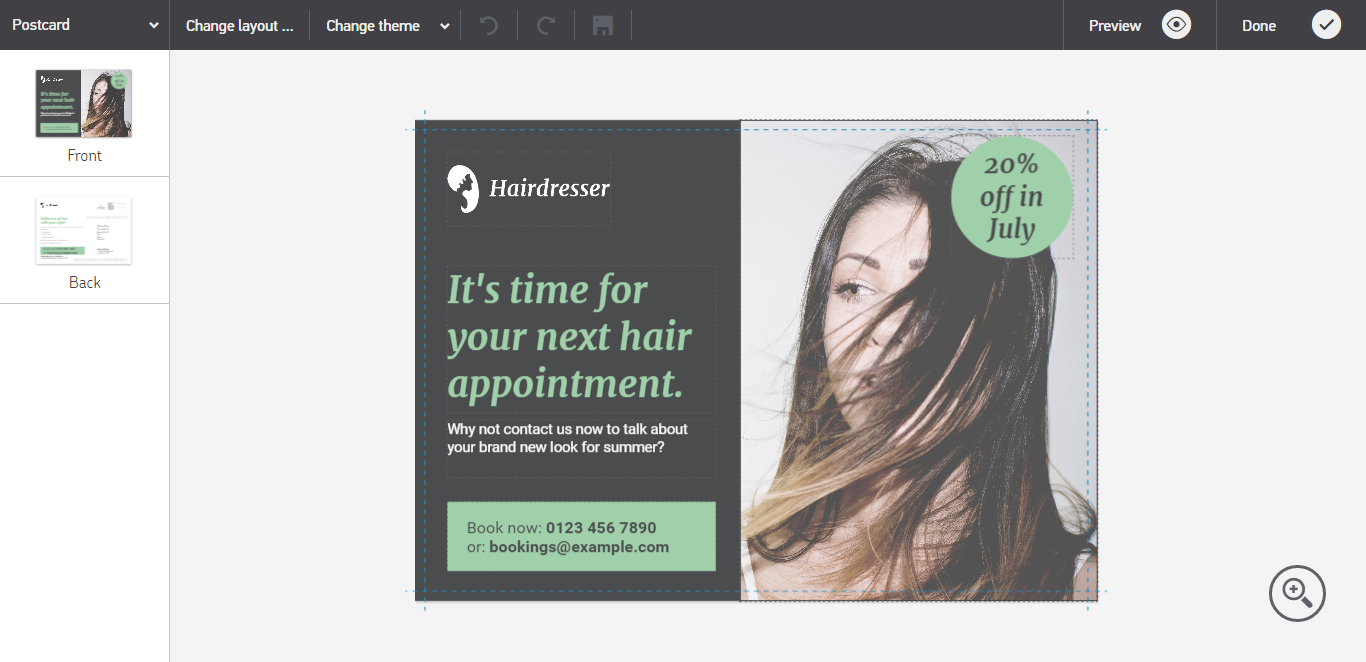 Postcard
Change layout ...
Change theme
Preview
Done
Front
Back
Hairdresser
20%
off in
July
It's time for
your next hair
appointment.
Why not contact us now to talk about
your brand new look for summer?
Book now: 0123 456 7890
or: bookings@example.com